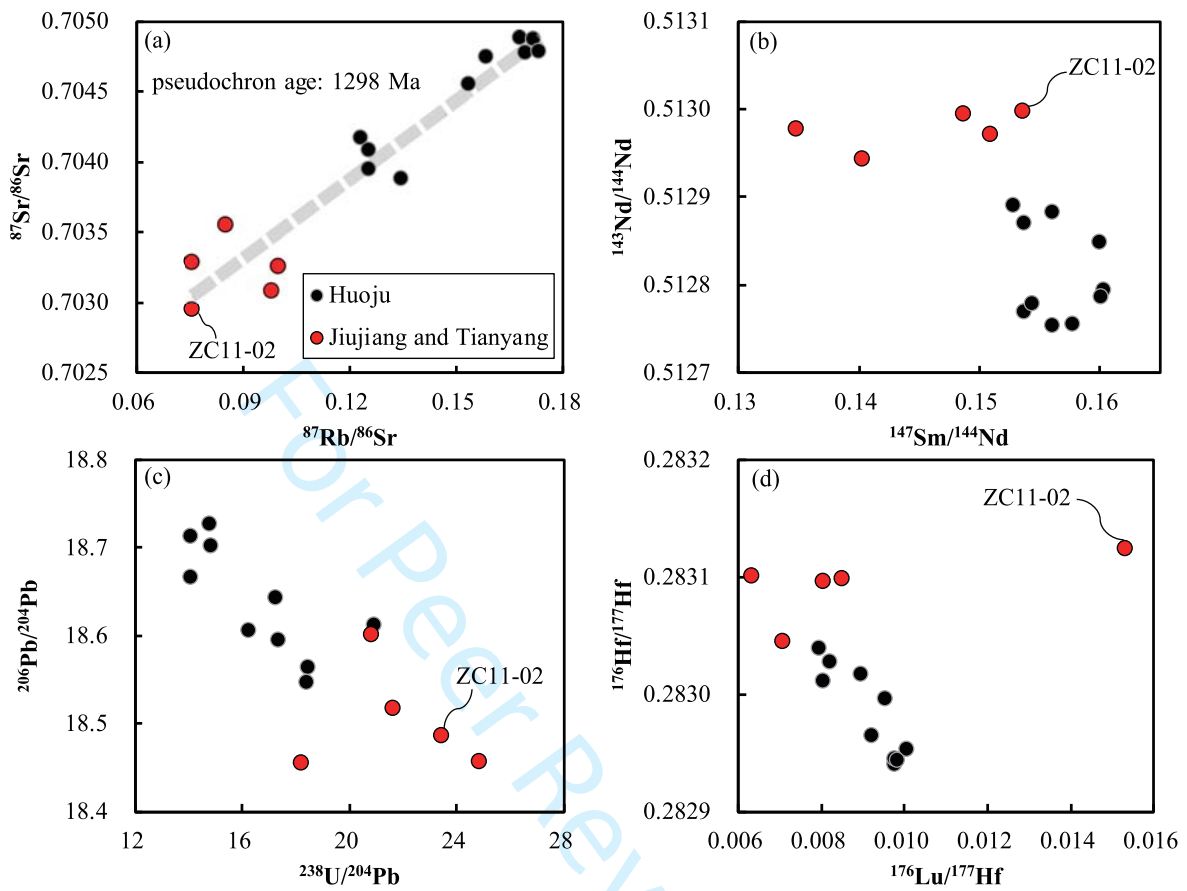 (a)
pseudochron age: 1298 Ma
0.7050
0.7045
0.7040
0.7035
0.7030
0.7025
87Sr/86Sr
ZC11-02
Huoju
Jiujiang and Tianyang
0.06
0.09
0.12
0.15
0.18
87Rb/86Sr
(b)
ZC11-02
0.5131
0.5130
0.5129
0.5128
0.5127
143Nd/144Nd
0.13
0.14
0.15
0.16
147Sm/144Nd
(c)
18.8
18.7
18.6
18.5
18.4
206Pb/204Pb
ZC11-02
12
16
20
24
28
238U/204Pb
(d)
ZC11-02
0.2832
0.2831
0.2830
0.2829
176Hf/177Hf
0.006
0.008
0.010
0.012
0.014
0.016
176Lu/177Hf
For Peer Rev